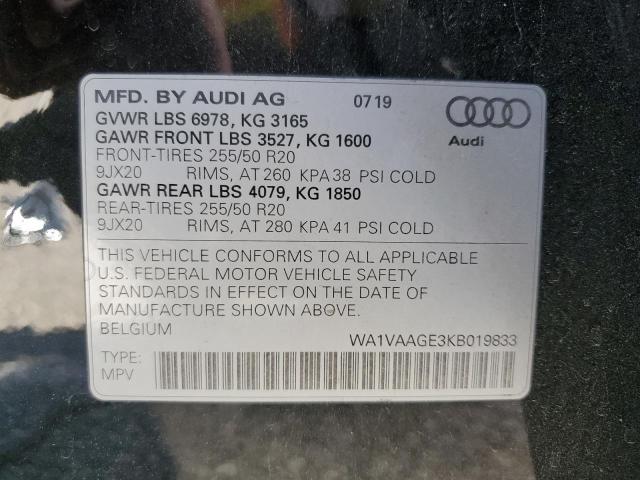 MFD. BY AUDI AG 0719
GVWR LBS 6978, KG 3165
GAWR FRONT LBS 3527, KG 1600
Audi
FRONT-TIRES 255/50 R20
9JX20 RIMS, AT 260 KPA 38 PSI COLD
GAWR REAR LBS 4079, KG 1850
REAR-TIRES 255/50 R20
9JX20 RIMS, AT 280 KPA 41 PSI COLD
THIS VEHICLE CONFORMS TO ALL APPLICABLE
U.S. FEDERAL MOTOR VEHICLE SAFETY
STANDARDS IN EFFECT ON THE DATE OF
MANUFACTURE SHOWN ABOVE.
BELGIUM WA1VAAGE3KB019833
TYPE:
MPV